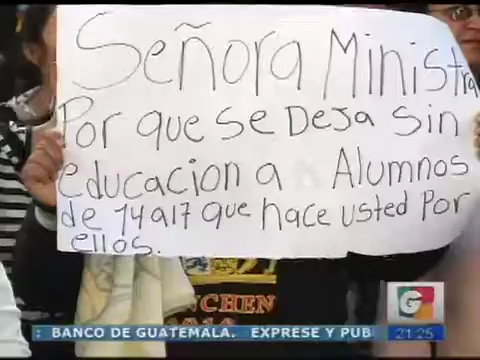 Señora Ministra
Por que se Deja Sin
educacion a Alumnos
de 14 a 17 que hace usted Por
ellos.
NCHEN
G
: BANCO DE GUATEMALA. EXPRESE Y PUB
21:25